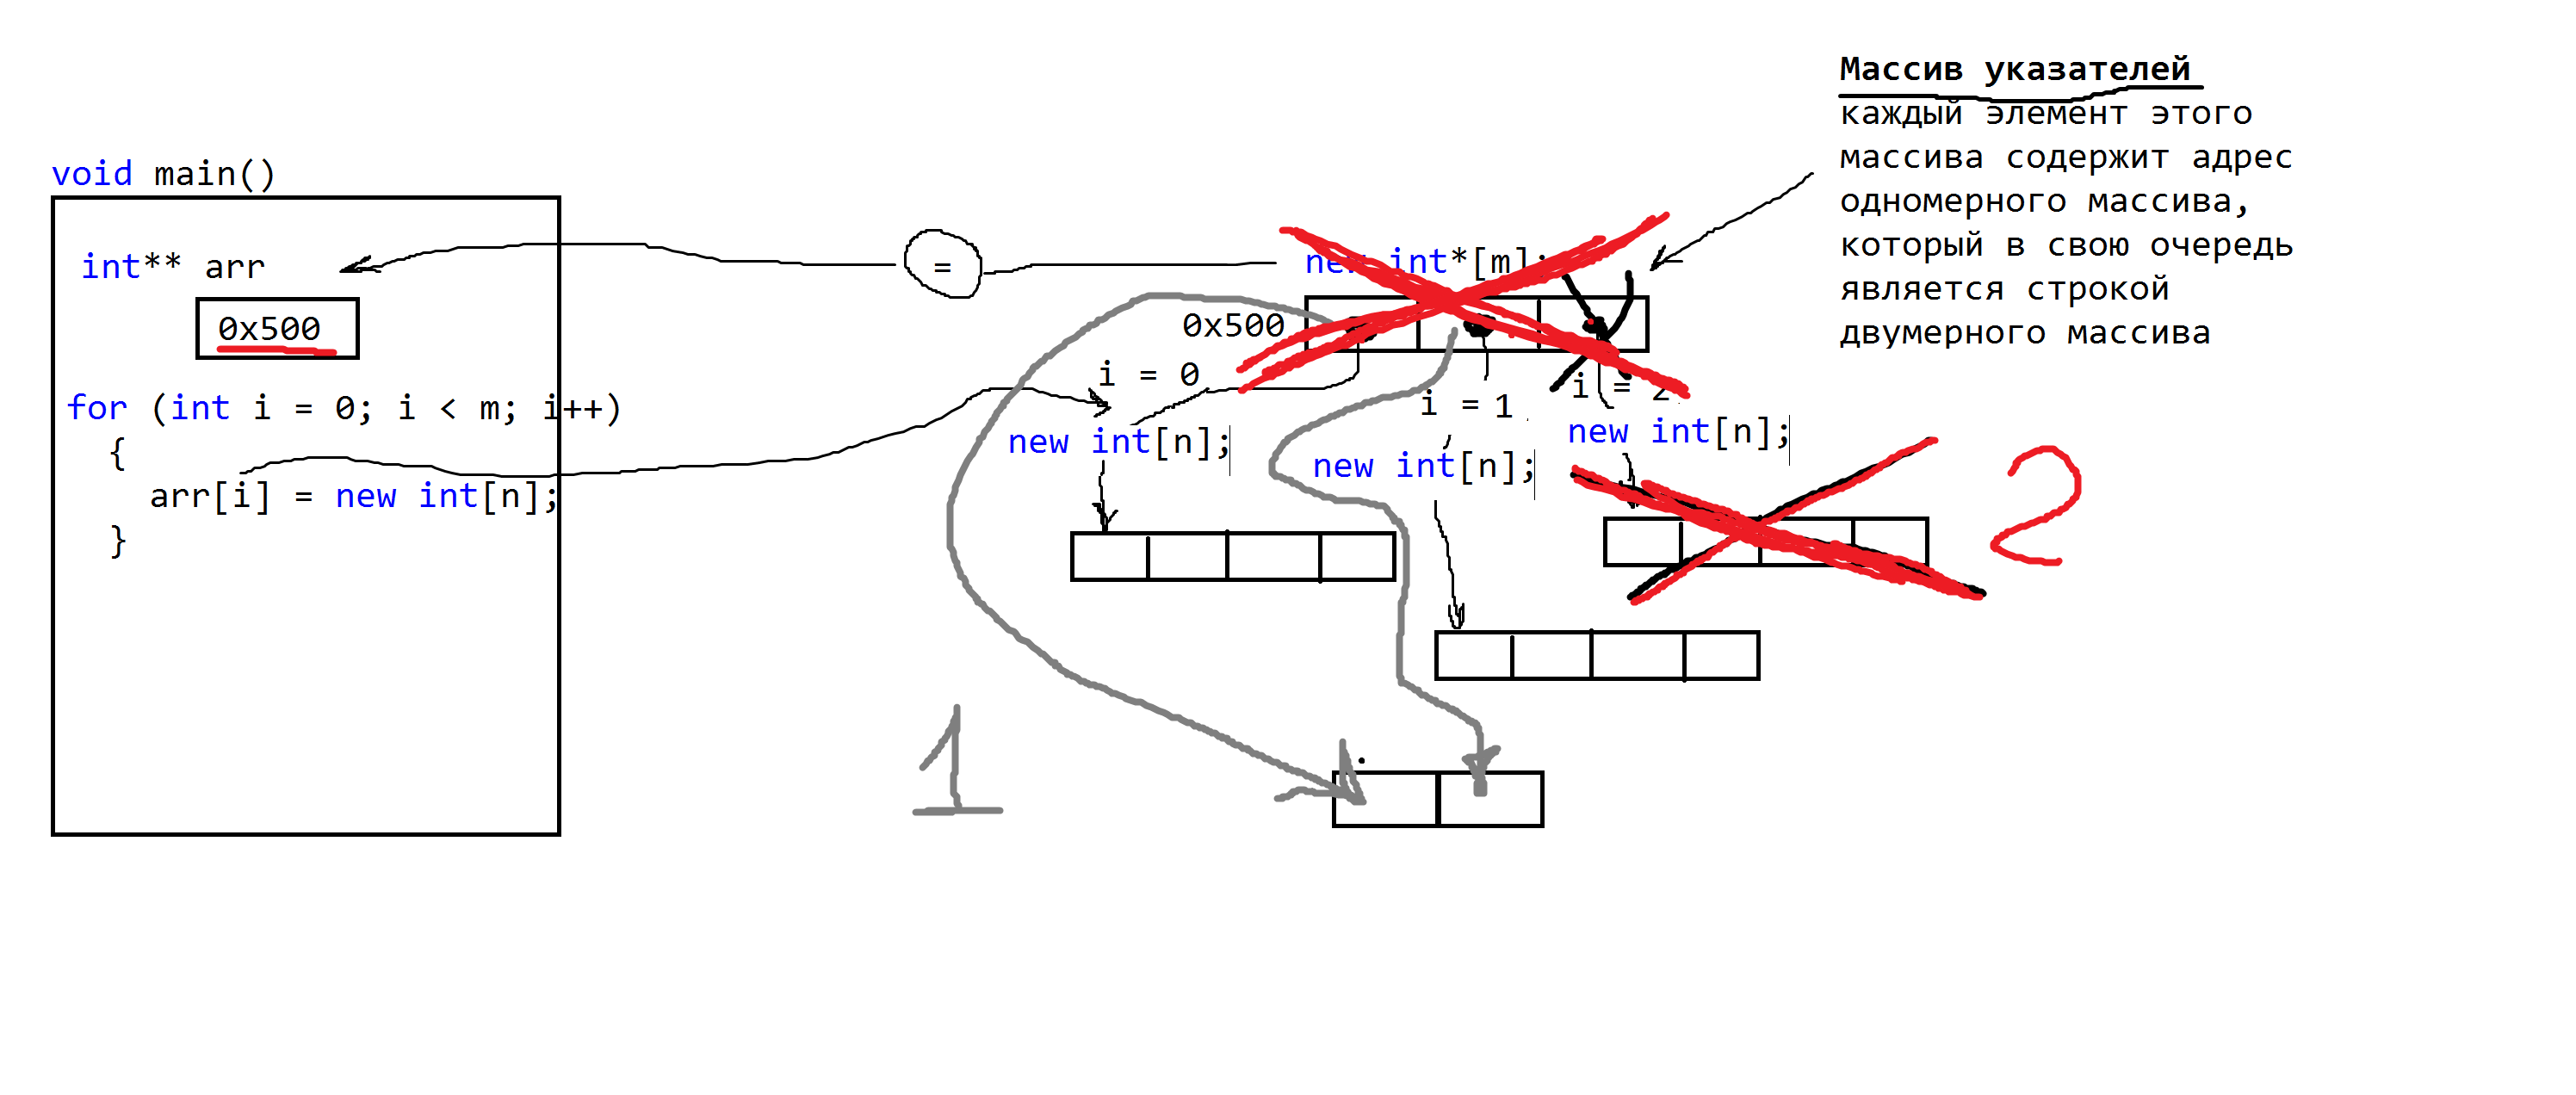 void main()
int** arr
0x500
for (int i = 0; i < m; i++)
{
arr[i] = new int[n];
}
=
new int*[m];
0x500
i = 0
new int[n];
i = 1
new int[n];
i = 2
new int[n];
Массив указателей
каждый элемент этого
массива содержит адрес
одномерного массива,
который в свою очередь
является строкой
двумерного массива
2
1